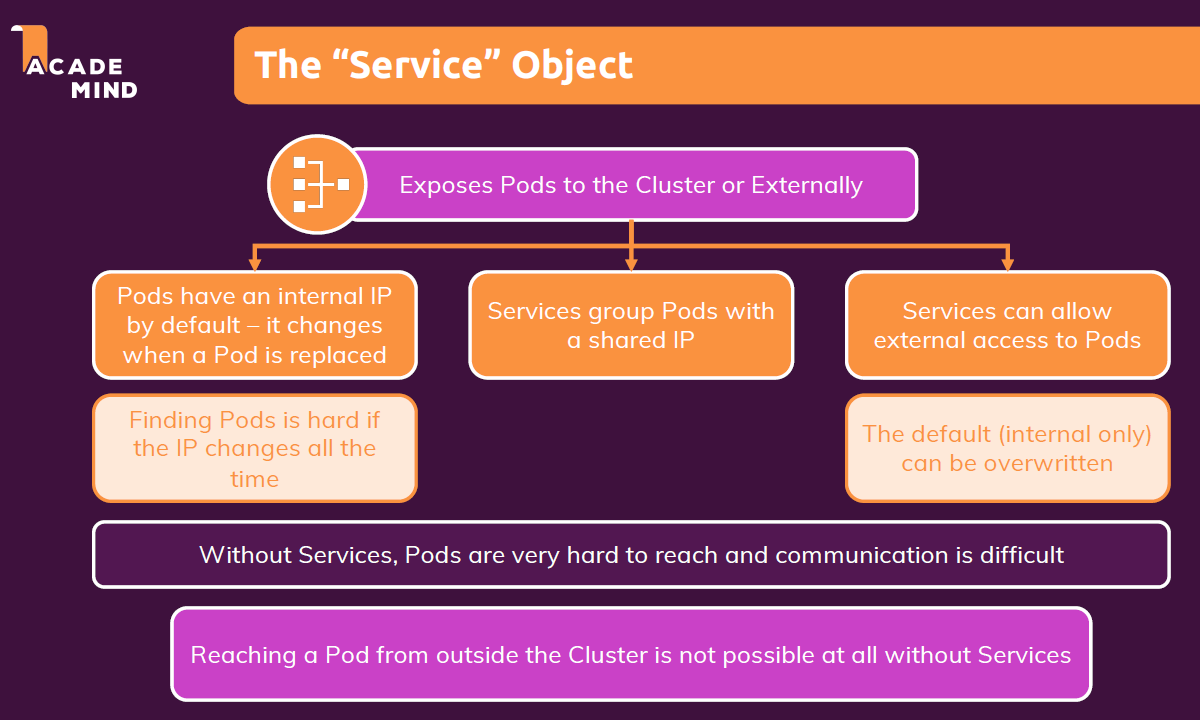 ACADE
MIND
The “Service” Object
Exposes Pods to the Cluster or Externally
Pods have an internal IP
by default – it changes
when a Pod is replaced
Services group Pods with
a shared IP
Services can allow
external access to Pods
Finding Pods is hard if
the IP changes all the
time
The default (internal only)
can be overwritten
Without Services, Pods are very hard to reach and communication is difficult
Reaching a Pod from outside the Cluster is not possible at all without Services